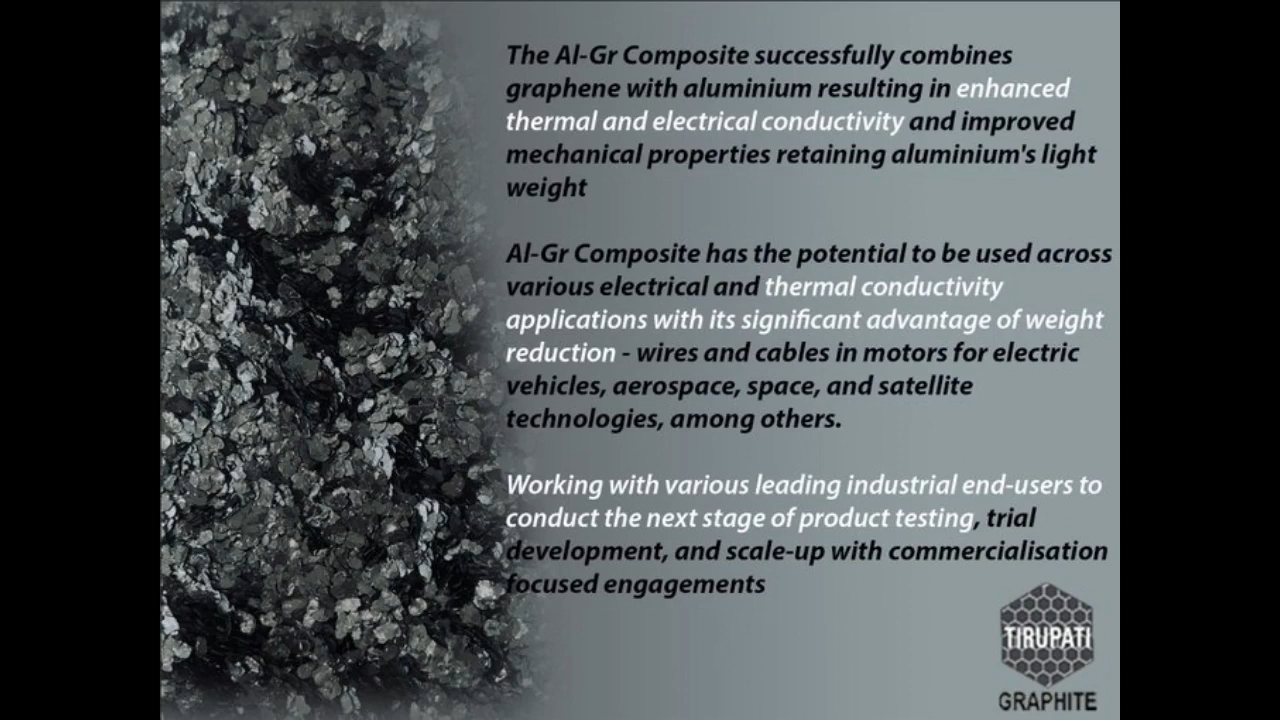 The Al-Gr Composite successfully combines
graphene with aluminium resulting in enhanced
thermal and electrical conductivity and improved
mechanical properties retaining aluminium's light
weight
Al-Gr Composite has the potential to be used across
various electrical and thermal conductivity
applications with its significant advantage of weight
reduction - wires and cables in motors for electric
vehicles, aerospace, space, and satellite
technologies, among others.
Working with various leading industrial end-users to
conduct the next stage of product testing, trial
development, and scale-up with commercialisation
focused engagements
TIRUPATI
GRAPHITE